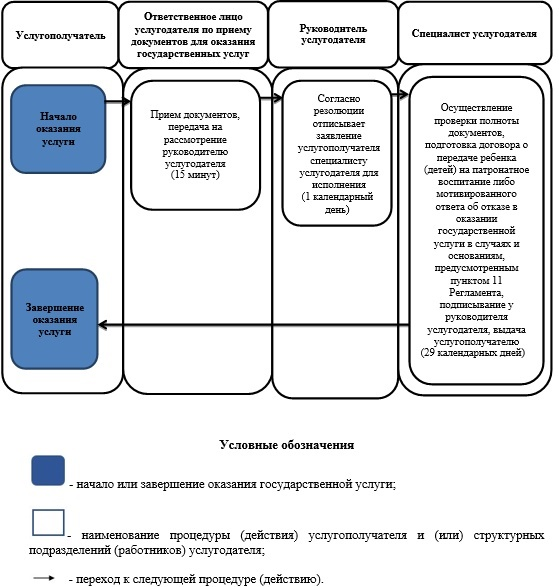 Услугополучатель
Ответственное лицо
услугодателя по приему
документов для оказания
государственных услуг
Руководитель
услугодателя
Специалист услугодателя
Начало
оказания
услуги
Прием документов,
передача на
рассмотрение
руководителю
услугодателя
(15 минут)
Согласно
резолюции
отписывает
заявление
услугополучателя
специалисту
услугодателя для
исполнения
(1 календарный
день)
Осуществление
проверки полноты
документов,
подготовка договора о
передаче ребенка
(детей) на патронатное
воспитание либо
мотивированного
ответа об отказе в
оказании
государственной
услуги в случаях и
основаниям,
предусмотренным
пунктом 11
Регламента,
подписывание у
руководителя
услугодателя, выдача
услугополучателю
(29 календарных дней)
Завершение
оказания
услуги
Условные обозначения
- начало или завершение оказания государственной услуги;
- наименование процедуры (действия) услугополучателя и (или) структурных
подразделений (работников) услугодателя;
- переход к следующей процедуре (действию).